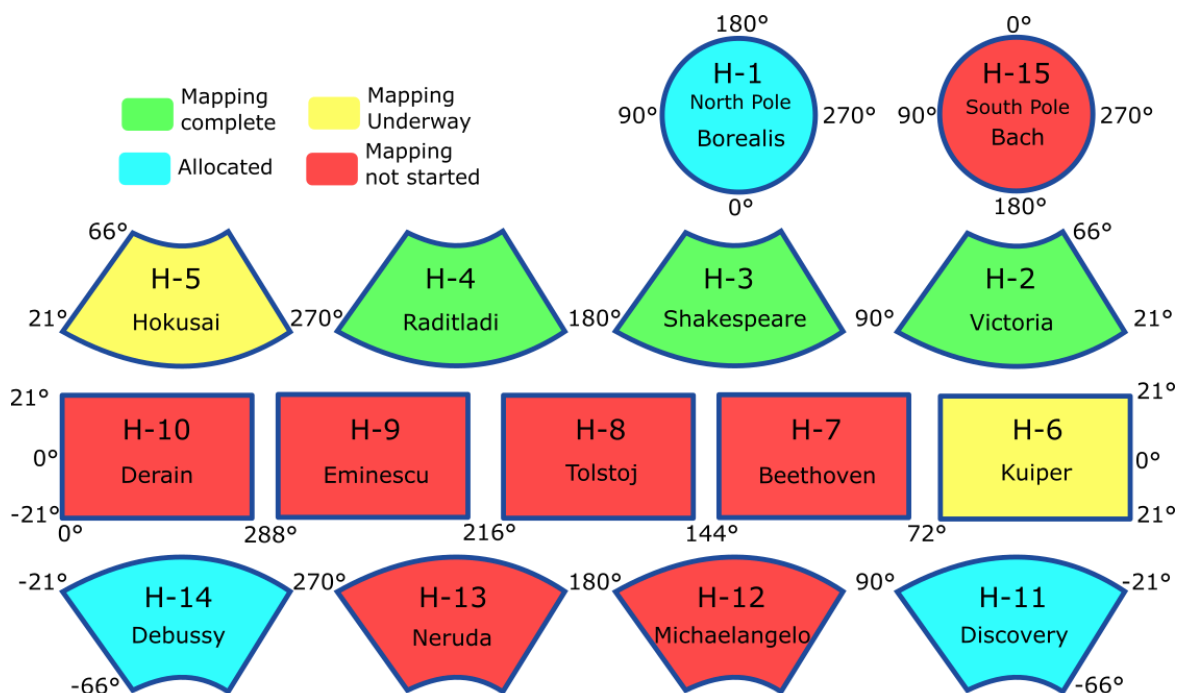 180°
0°
H-1
H-15
Mapping
complete
Mapping
Underway
North Pole
South Pole
90°
270°
90°
270°
Borealis
Bach
Allocated
Mapping
not started
0°
180°
66°
66°
H-5
H-4
H-3
H-2
21°
Hokusai
270°
Raditladi
180°
Shakespeare
90°
Victoria
21°
21°
21°
H-10
H-9
H-8
H-7
H-6
0°
Derain
Eminescu
Tolstoj
Beethoven
Kuiper
0°
-21°
21°
0°
288°
216°
144°
72°
-21°
270°
180°
90°
-21°
H-14
H-13
H-12
H-11
Debussy
Neruda
Michaelangelo
Discovery
-66°
-66°